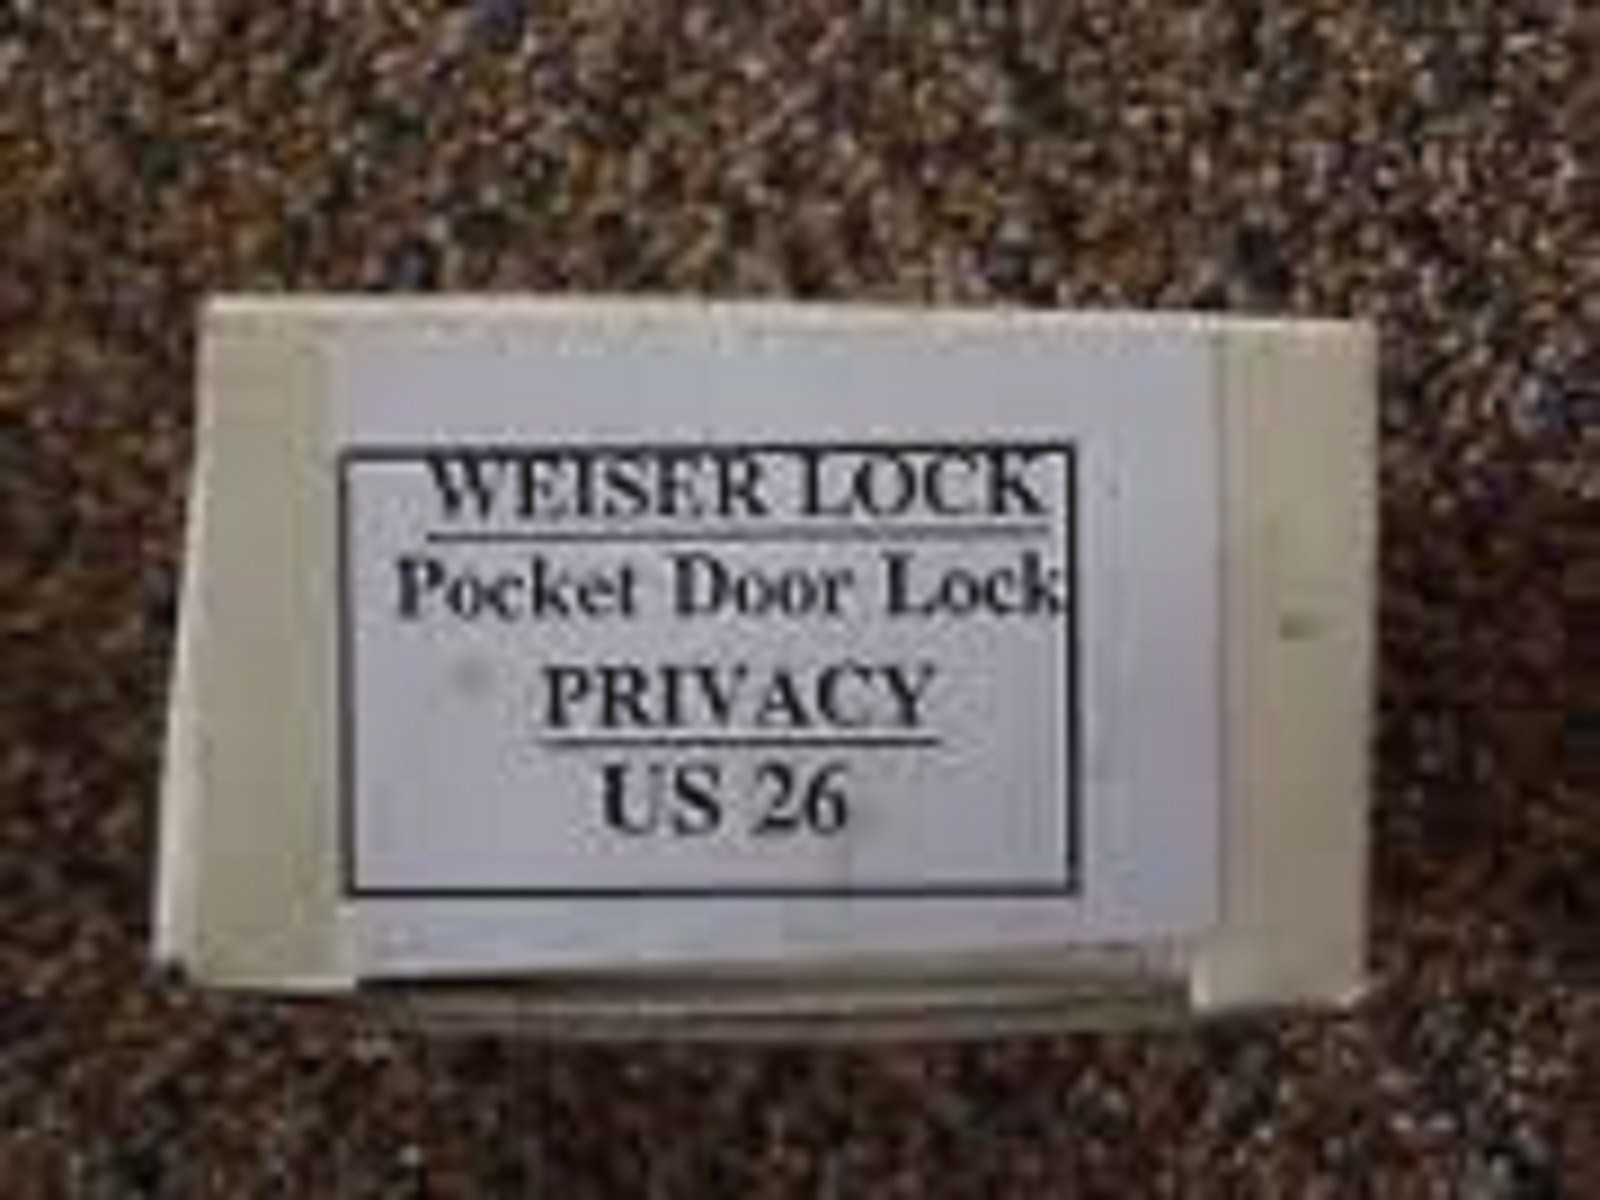 WEISER LOCK
Pocket Door Lock
PRIVACY
US 26